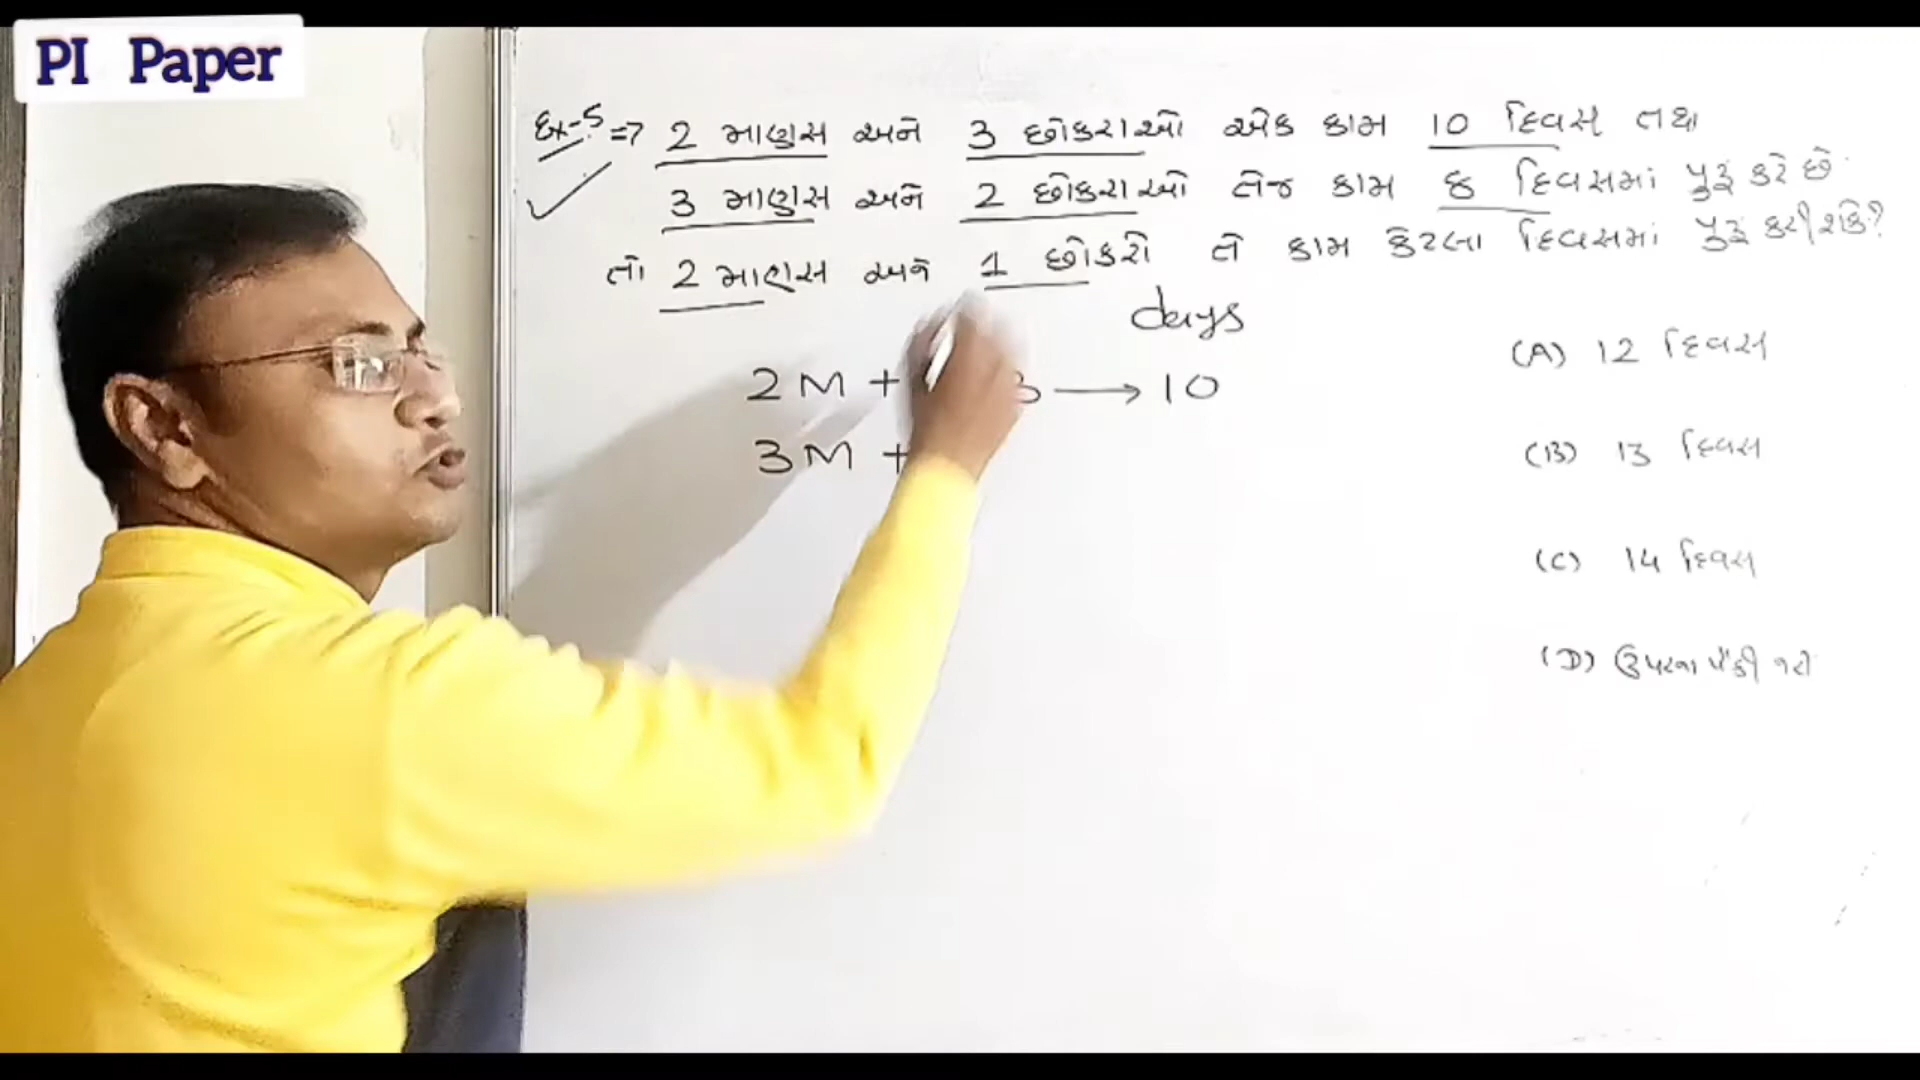 PI Paper
Ex-5 => 2 માણસ અને 3 છોકરાઓ એક કામ 10 દિવસ તથા
3 માણસ અને 2 છોકરાઓ તેજ કામ 8 દિવસમાં પુરૂ કરે છે
તો 2 માણસ અને 1 છોકરો તે કામ કેટલા દિવસમાં પુરૂ કરી શકે?
days
2M + 3 → 10
3M +
(A) 12 દિવસ
(B) 13 દિવસ
(C) 14 દિવસ
(D) ઉપરના પૈકી